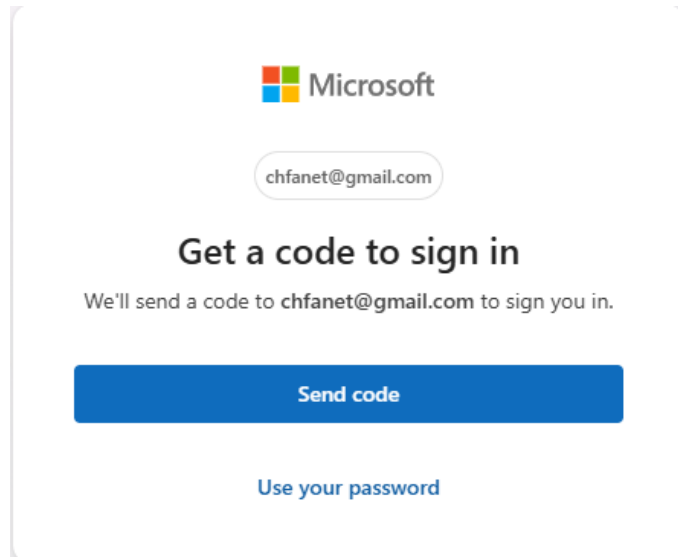 Microsoft
chfanet@gmail.com
Get a code to sign in
We'll send a code to chfanet@gmail.com to sign you in.
Send code
Use your password